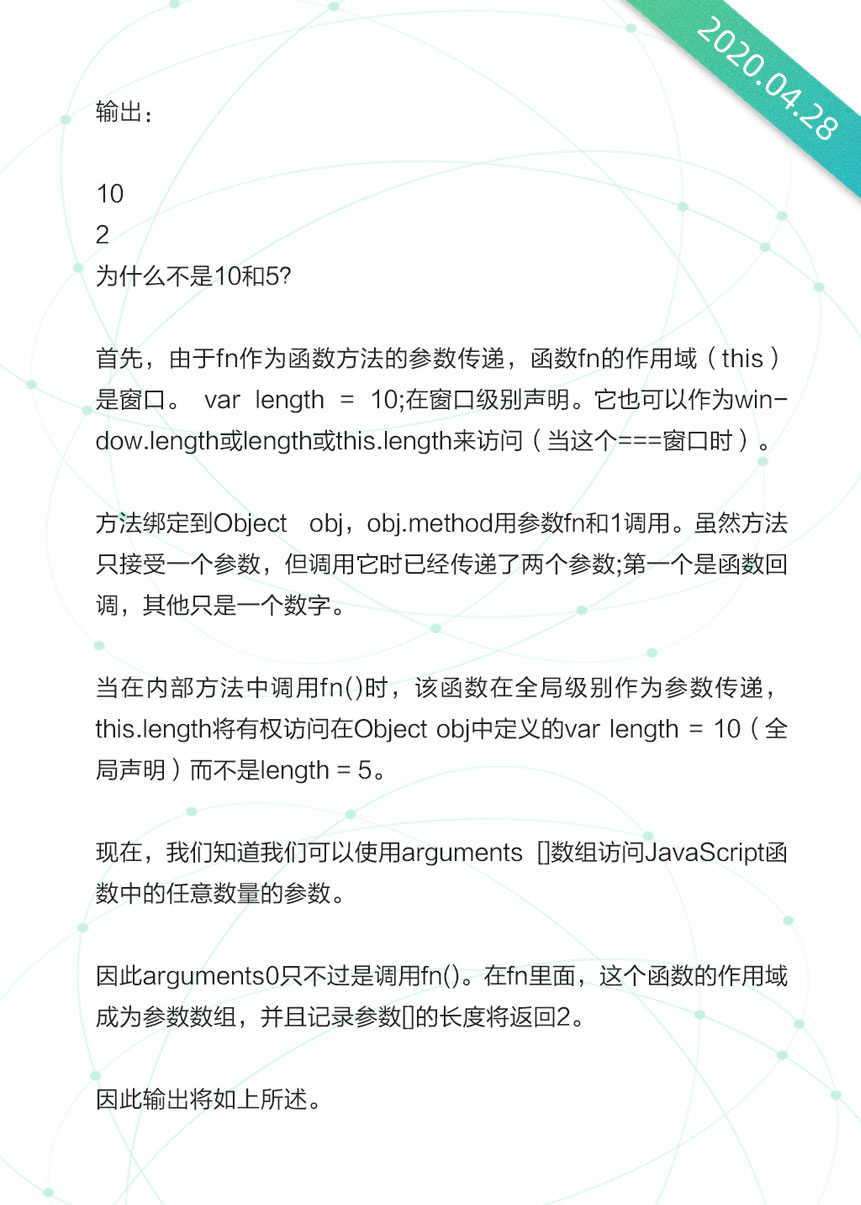 2020.04.28
输出：
10
2
为什么不是10和5?
首先，由于fn作为函数方法的参数传递，函数fn的作用域（this）
是窗口。 var length = 10;在窗口级别声明。它也可以作为win-
dow.length或length或this.length来访问（当这个===窗口时）。
方法绑定到Object obj，obj.method用参数fn和1调用。虽然方法
只接受一个参数，但调用它时已经传递了两个参数;第一个是函数回
调，其他只是一个数字。
当在内部方法中调用fn()时，该函数在全局级别作为参数传递，
this.length将有权访问在Object obj中定义的var length = 10（全
局声明）而不是length = 5。
现在，我们知道我们可以使用arguments []数组访问JavaScript函
数中的任意数量的参数。
因此arguments0只不过是调用fn()。在fn里面，这个函数的作用域
成为参数数组，并且记录参数[]的长度将返回2。
因此输出将如上所述。